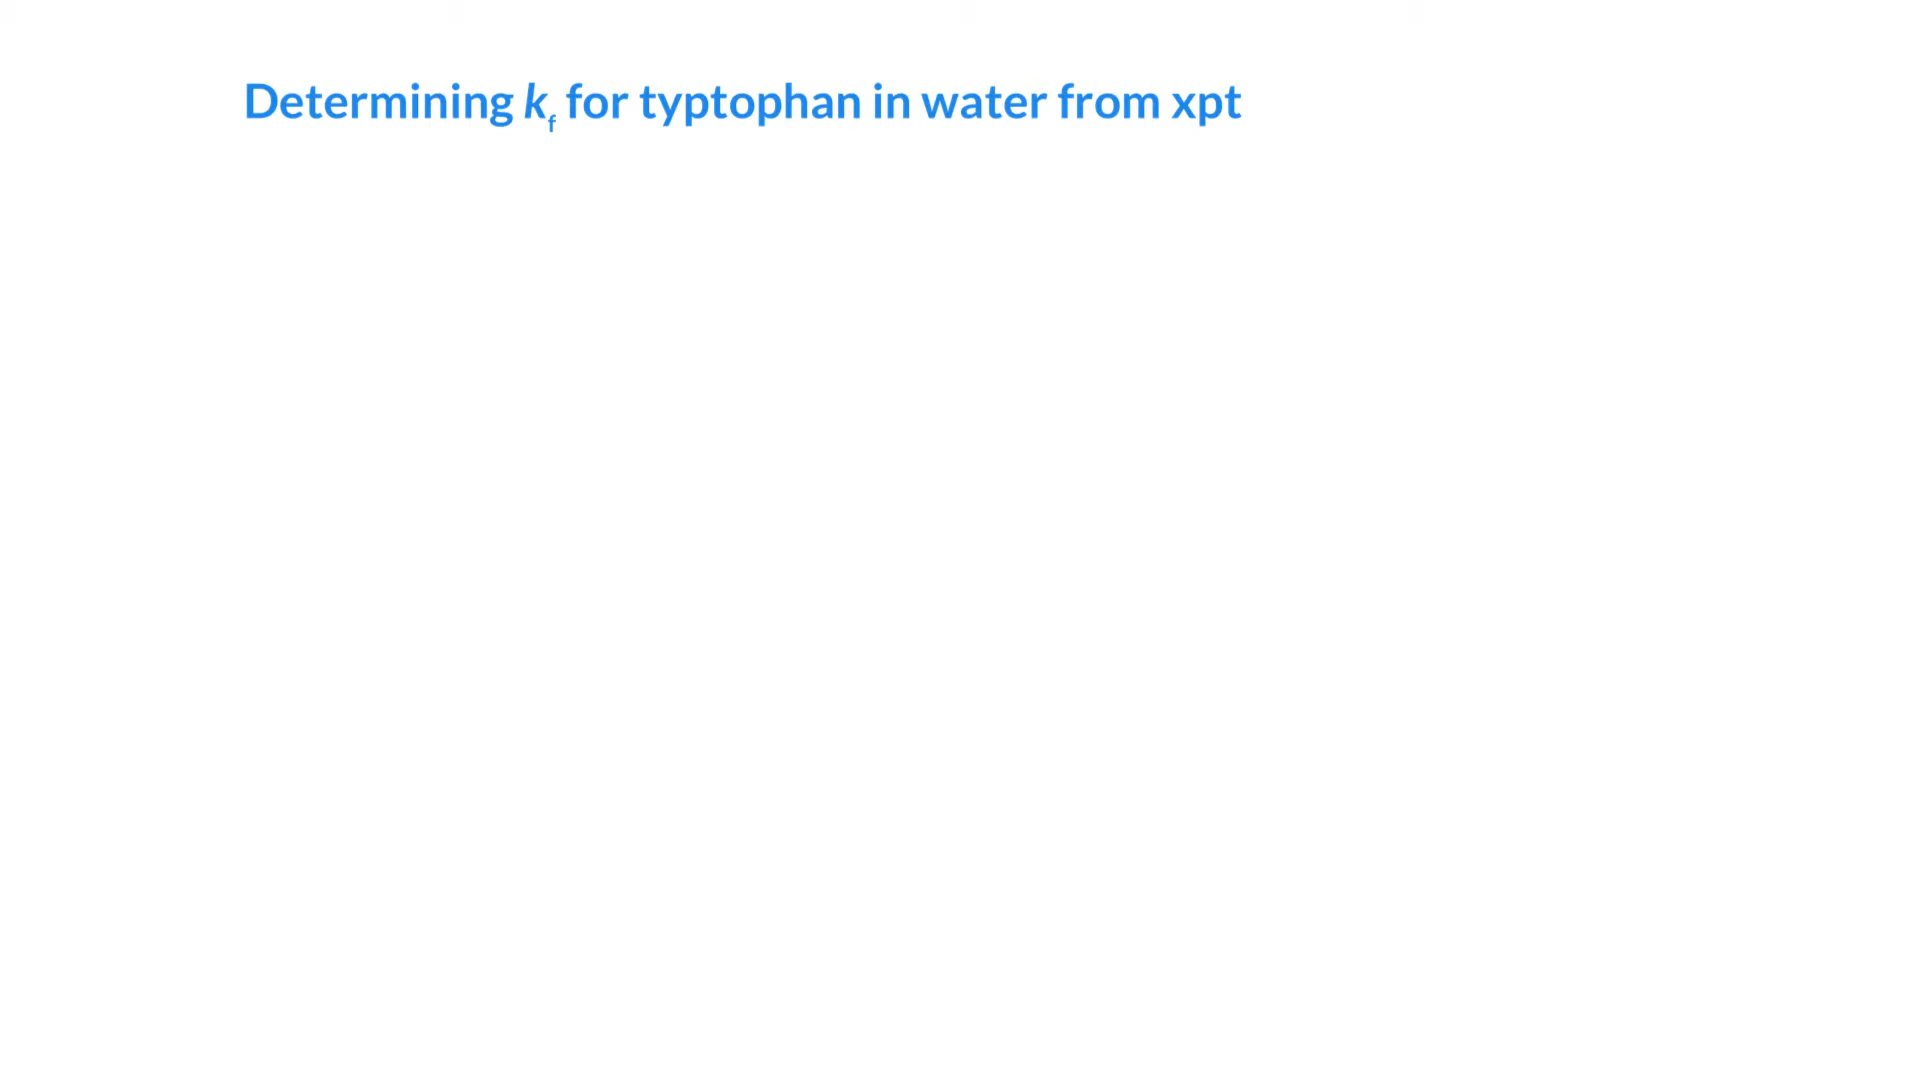 Determining kf for typtophan in water from xpt